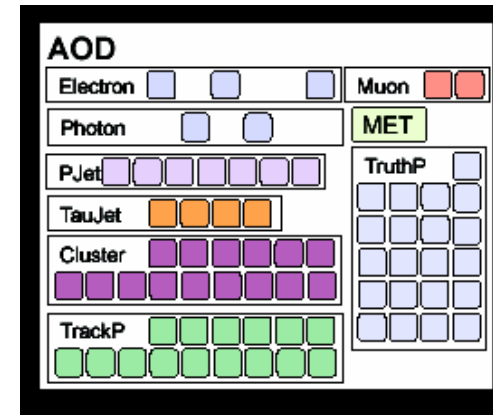 AOD
Electron
Muon
Photon
MET
PJet
TruthP
TauJet
Cluster
TrackP